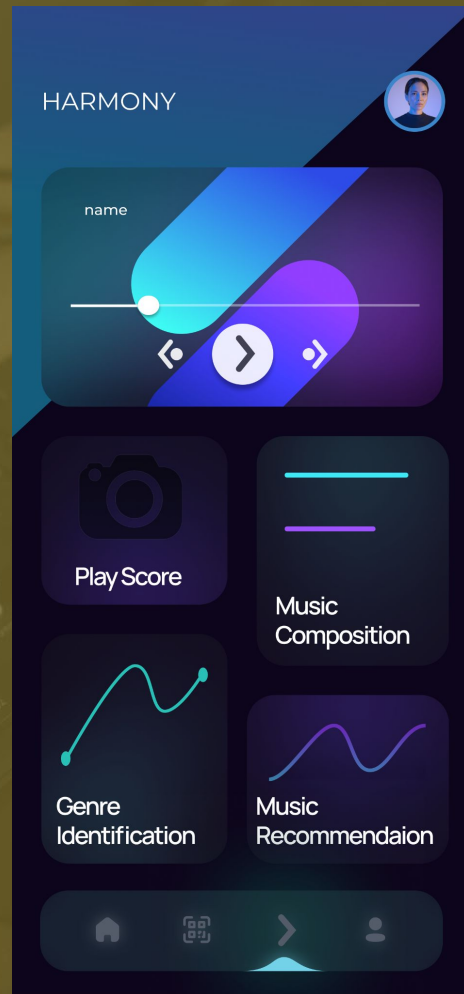 HARMONY
name
Play Score
Music
Composition
Genre
Identification
Music
Recommendaion